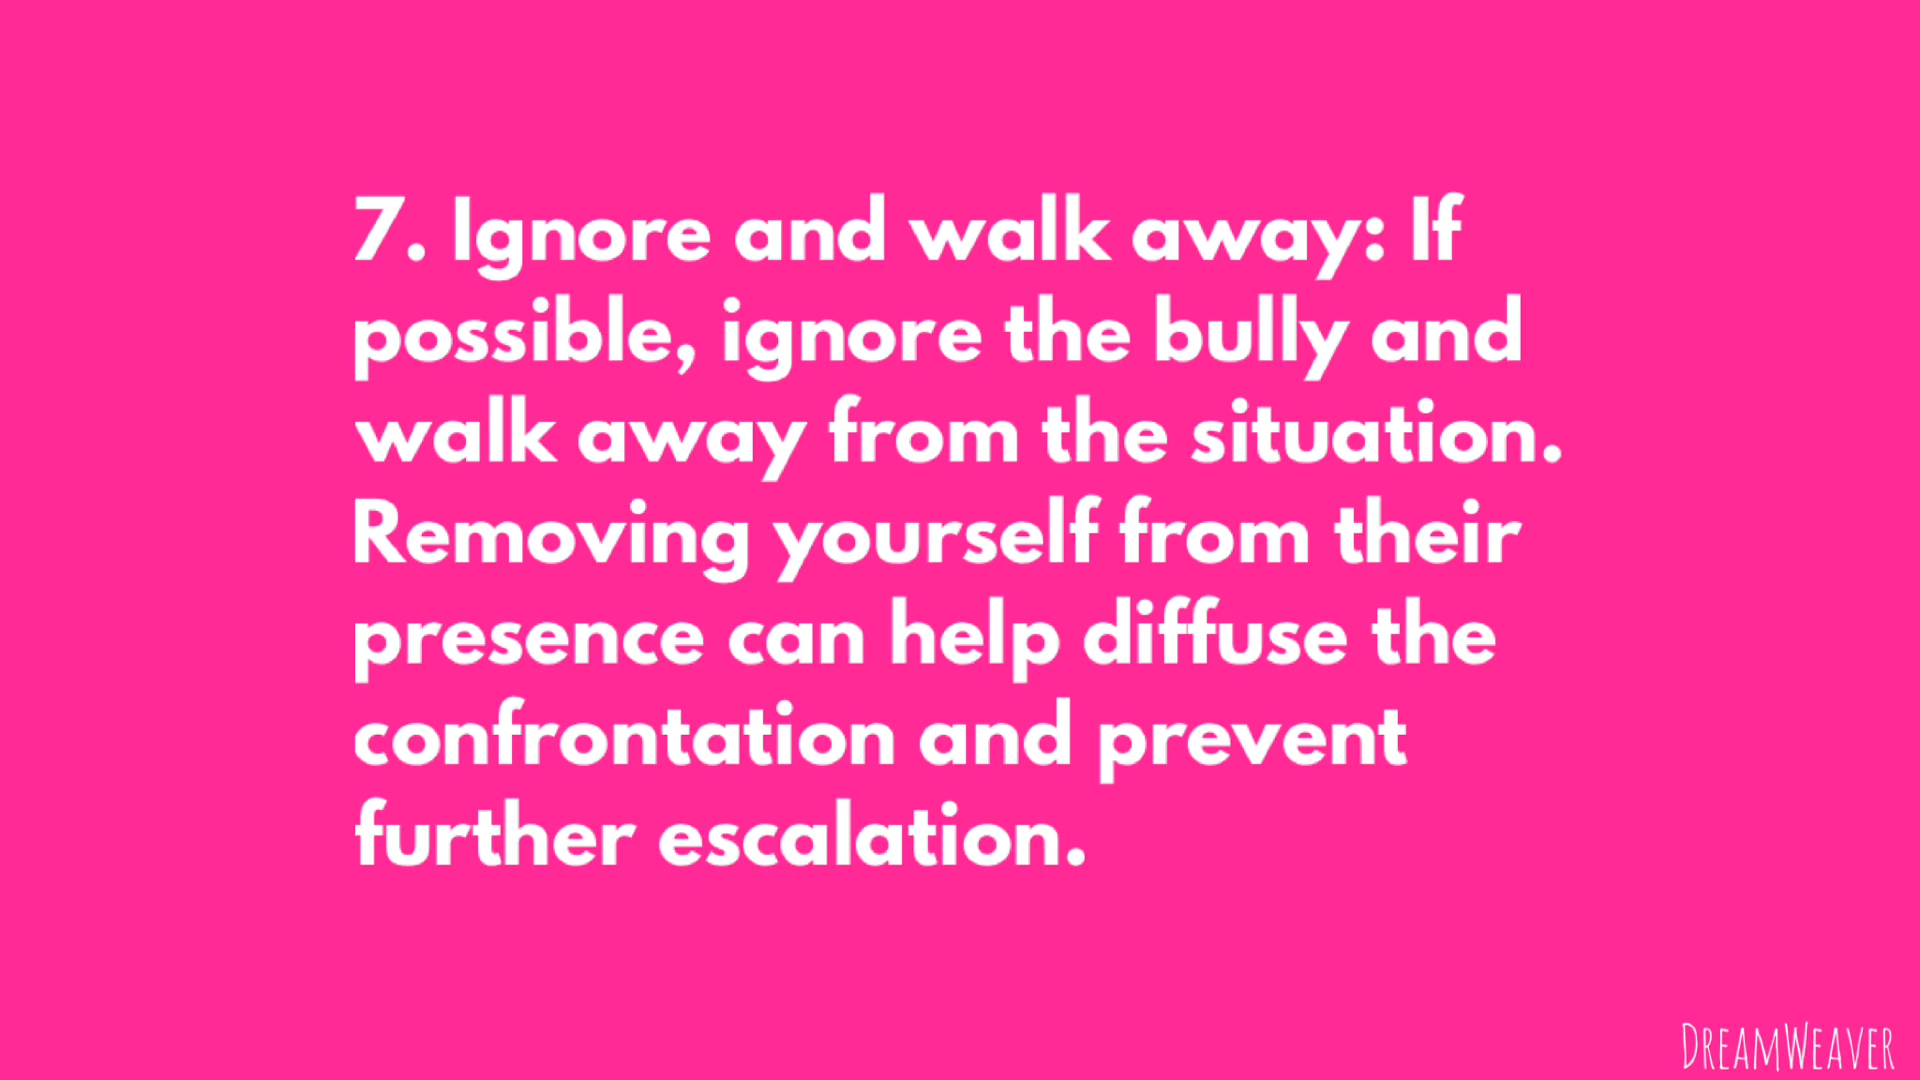 7. Ignore and walk away: If
possible, ignore the bully and
walk away from the situation.
Removing yourself from their
presence can help diffuse the
confrontation and prevent
further escalation.
DREAMWEAVER